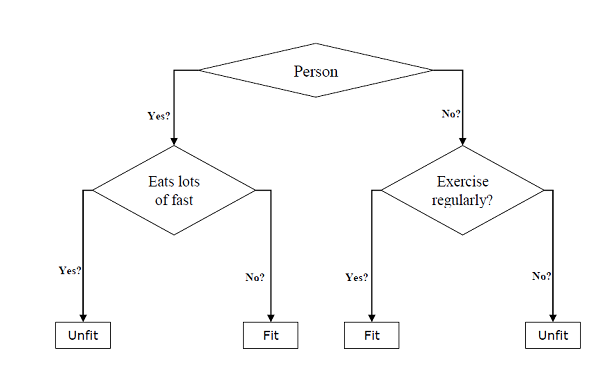 Person
Yes?
No?
Eats lots
of fast
Exercise
regularly?
Yes?
No?
Yes?
No?
Unfit
Fit
Fit
Unfit